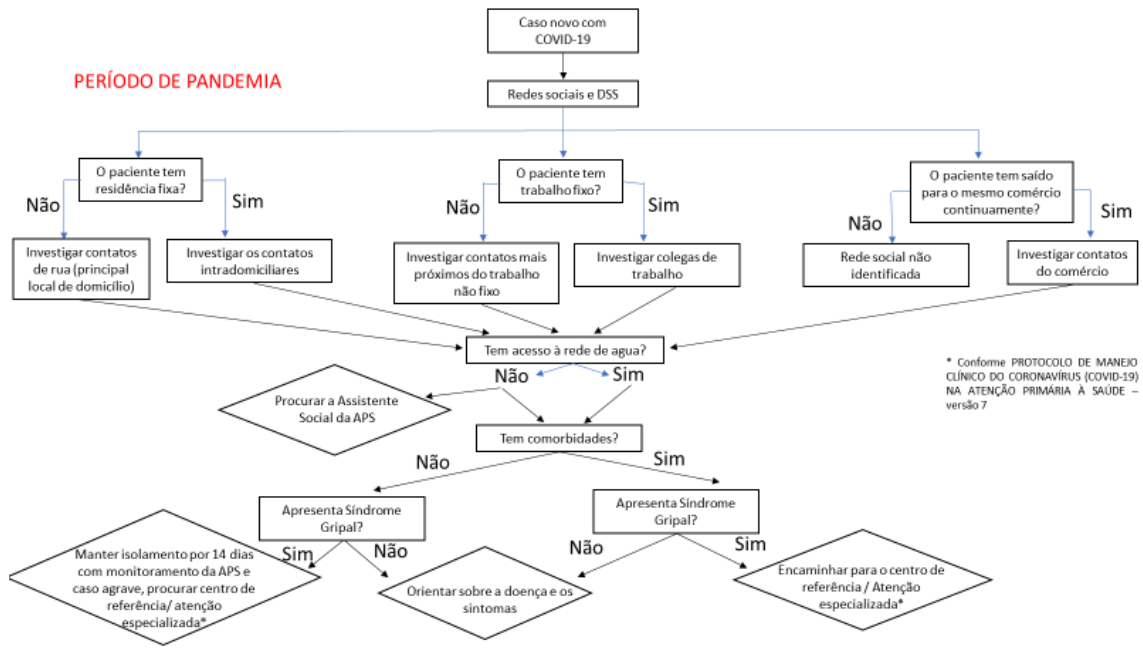 Caso novo com
COVID-19
PERÍODO DE PANDEMIA
Redes sociais e DSS
O paciente tem
residência fixa?
Não
Sim
O paciente tem
trabalho fixo?
Não
Sim
O paciente tem saído
para o mesmo comércio
continuamente?
Não
Sim
Investigar contatos
de rua (principal
local de domicílio)
Investigar os contatos
intradomiciliares
Investigar contatos mais
próximos do trabalho
não fixo
Investigar colegas de
trabalho
Rede social não
identificada
Investigar contatos
do comércio
Tem acesso à rede de agua?
Não
Sim
* Conforme PROTOCOLO DE MANEJO
CLÍNICO DO CORONAVÍRUS (COVID-19)
NA ATENÇÃO PRIMÁRIA À SAÚDE –
versão 7
Procurar a Assistente
Social da APS
Tem comorbidades?
Não
Sim
Apresenta Síndrome
Gripal?
Sim
Não
Apresenta Síndrome
Gripal?
Não
Sim
Manter isolamento por 14 dias
com monitoramento da APS e
caso agrave, procurar centro de
referência/ atenção
especializada*
Orientar sobre a doença e os
sintomas
Encaminhar para o centro de
referência / Atenção
especializada*